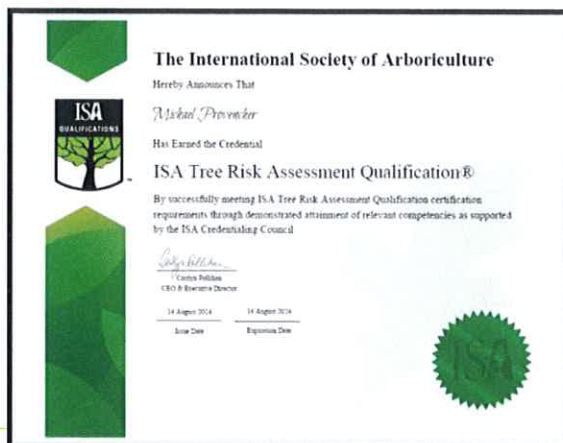 The International Society of Arboriculture
Hereby Announces That
Michael Provencher
Has Earned the Credential
ISA Tree Risk Assessment Qualification®
By successfully meeting ISA Tree Risk Assessment Qualification certification
requirements through demonstrated attainment of relevant competencies as supported
by the ISA Credentialing Council
Caitlyn Pollihan
CEO & Executive Director
14 August 2024
14 August
Issue Date
Expiration Date
ISA
QUALIFICATIONS
™
ISA